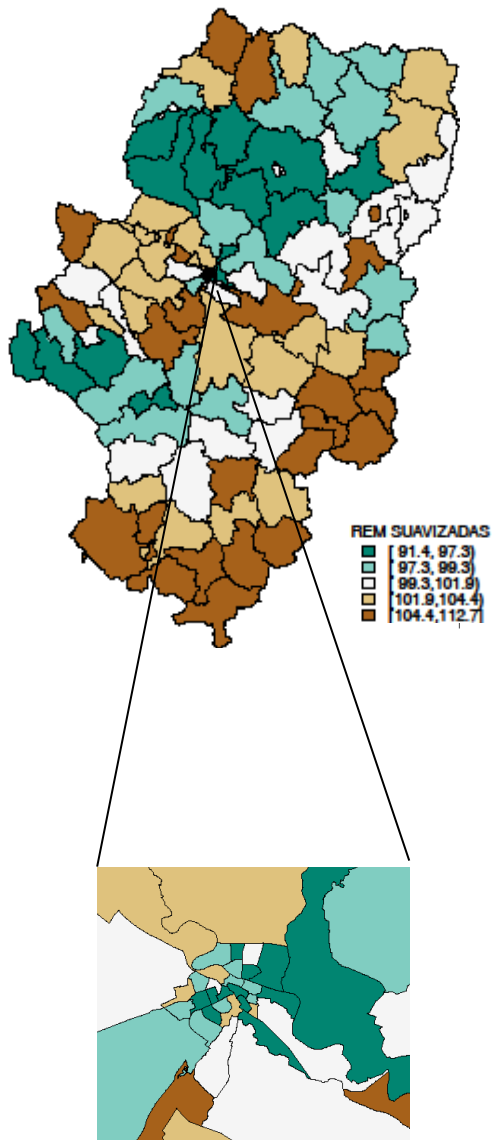 REM SUAVIZADAS
[ 91.4, 97.3)
[ 97.3, 99.3)
[99.3,101.9)
[101.9,104.4)
[104.4,112.7]